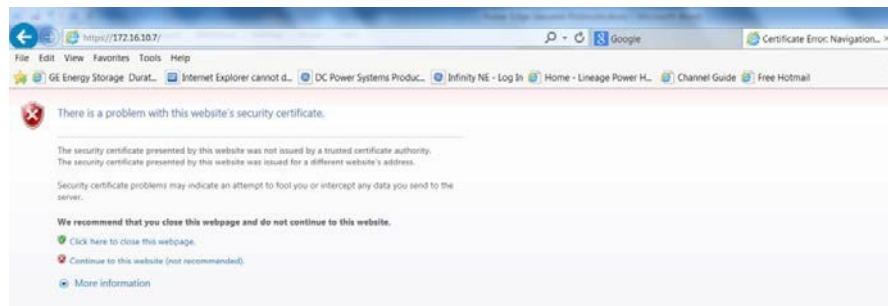 https://172.16.10.7/
Google
Certificate Error: Navigation...
File Edit View Favorites Tools Help
GE Energy Storage Durat... Internet Explorer cannot d... DC Power Systems Produc... Infinity NE - Log In Home - Lineage Power H... Channel Guide Free Hotmail
There is a problem with this website's security certificate.
The security certificate presented by this website was not issued by a trusted certificate authority.
The security certificate presented by this website was issued for a different website's address.
Security certificate problems may indicate an attempt to fool you or intercept any data you send to the
server.
We recommend that you close this webpage and do not continue to this website.
Click here to close this webpage.
Continue to this website (not recommended).
More information